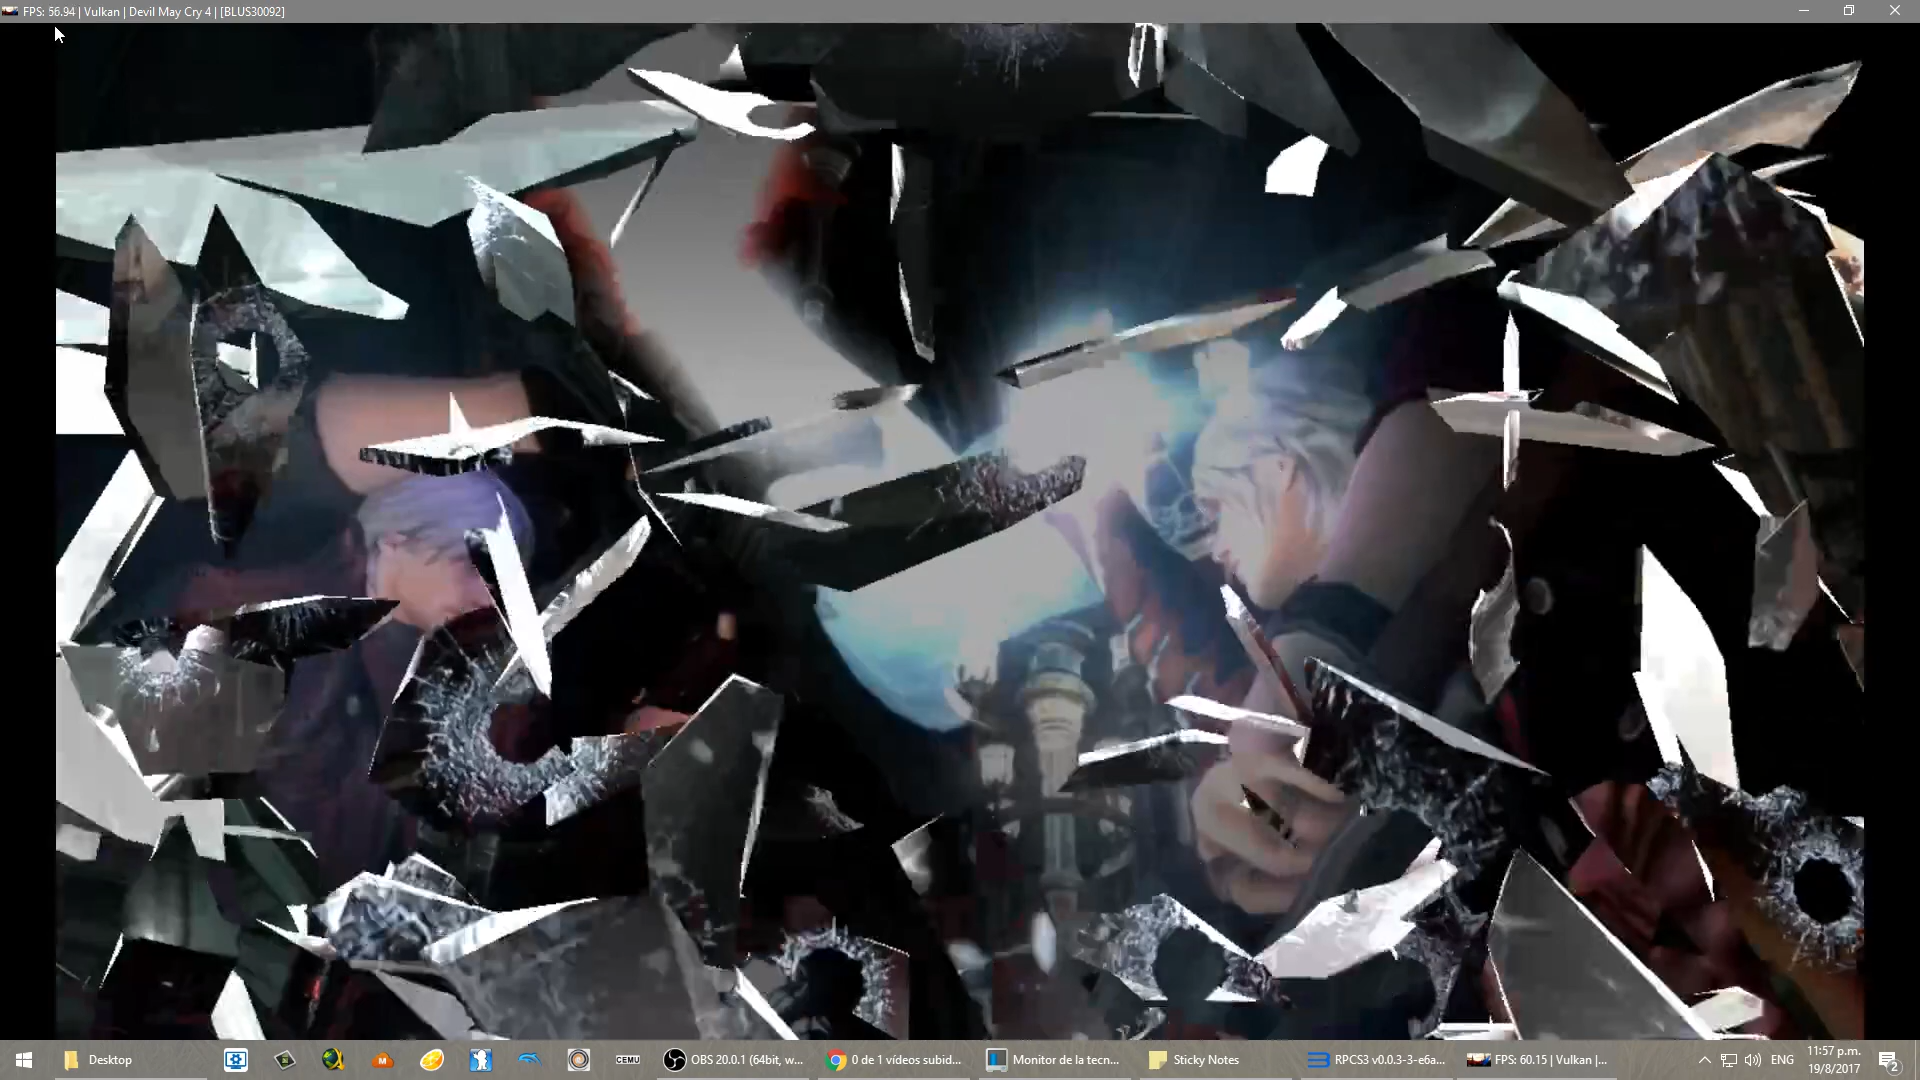 FPS: 56.94 | Vulkan | Devil May Cry 4 | [BLUS30092]
Desktop
CEMU
OBS 20.0.1 (64bit, w...
0 de 1 vídeos subid...
Monitor de la tecn...
Sticky Notes
RPCS3 v0.0.3-3-e6a...
FPS: 60.15 | Vulkan |...
ENG
11:57 p.m.
19/8/2017
2